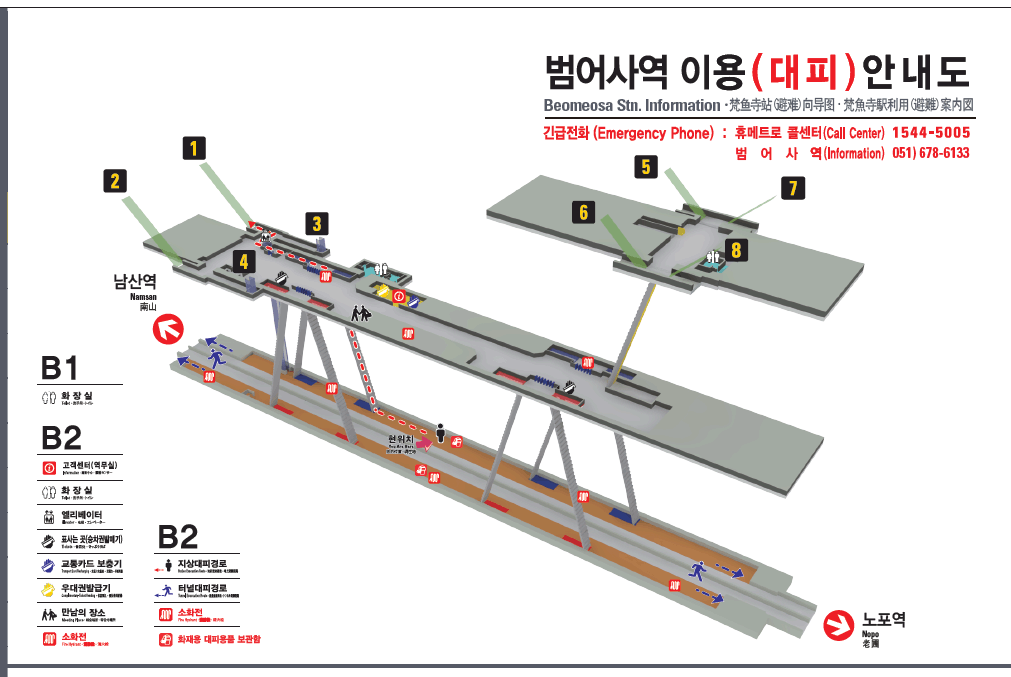 범어사역 이용(대피)안내도
Beomeosa Stn. Information · 梵鱼寺站(避难)向导图 · 梵魚寺駅利用(避難)案内図
긴급전화 (Emergency Phone) : 휴메트로 콜센터(Call Center) 1544-5005
범 어 사 역(Information) 051) 678-6133
1
2
3
4
5
6
7
8
남산역
Namsan
南山
현위치
노포역
Nopo
老圃
B1
화 장 실
B2
고객센터(역무실)
화 장 실
엘리베이터
표사는 곳(승차권발매기)
교통카드 보충기
우대권발급기
만남의 장소
소화전
B2
지상대피경로
터널대피경로
소화전
화재용 대피용품 보관함